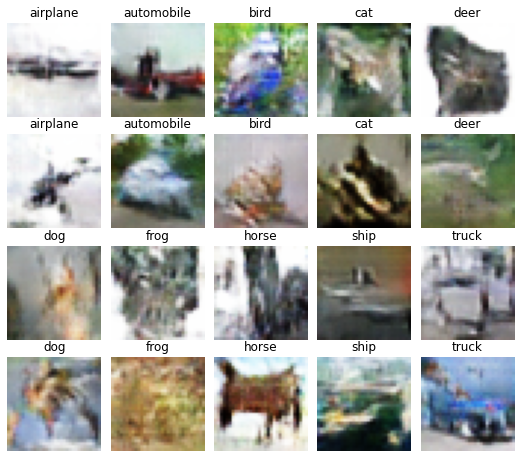 airplane automobile bird cat deer
airplane automobile bird cat deer
dog frog horse ship truck
dog frog horse ship truck